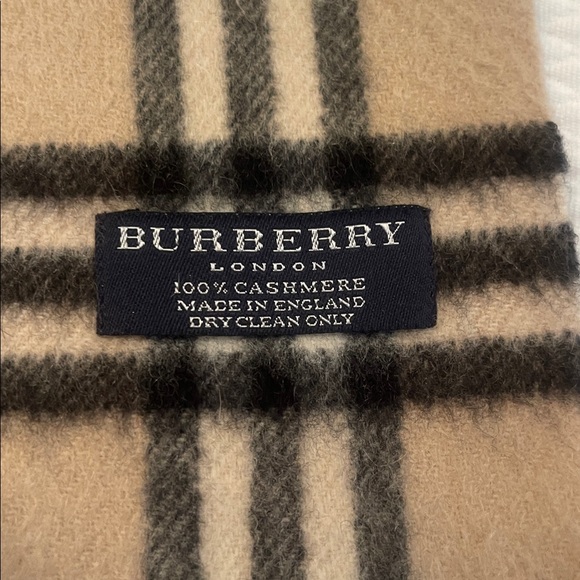 BURBERRY
LONDON
100% CASHMERE
MADE IN ENGLAND
DRY CLEAN ONLY